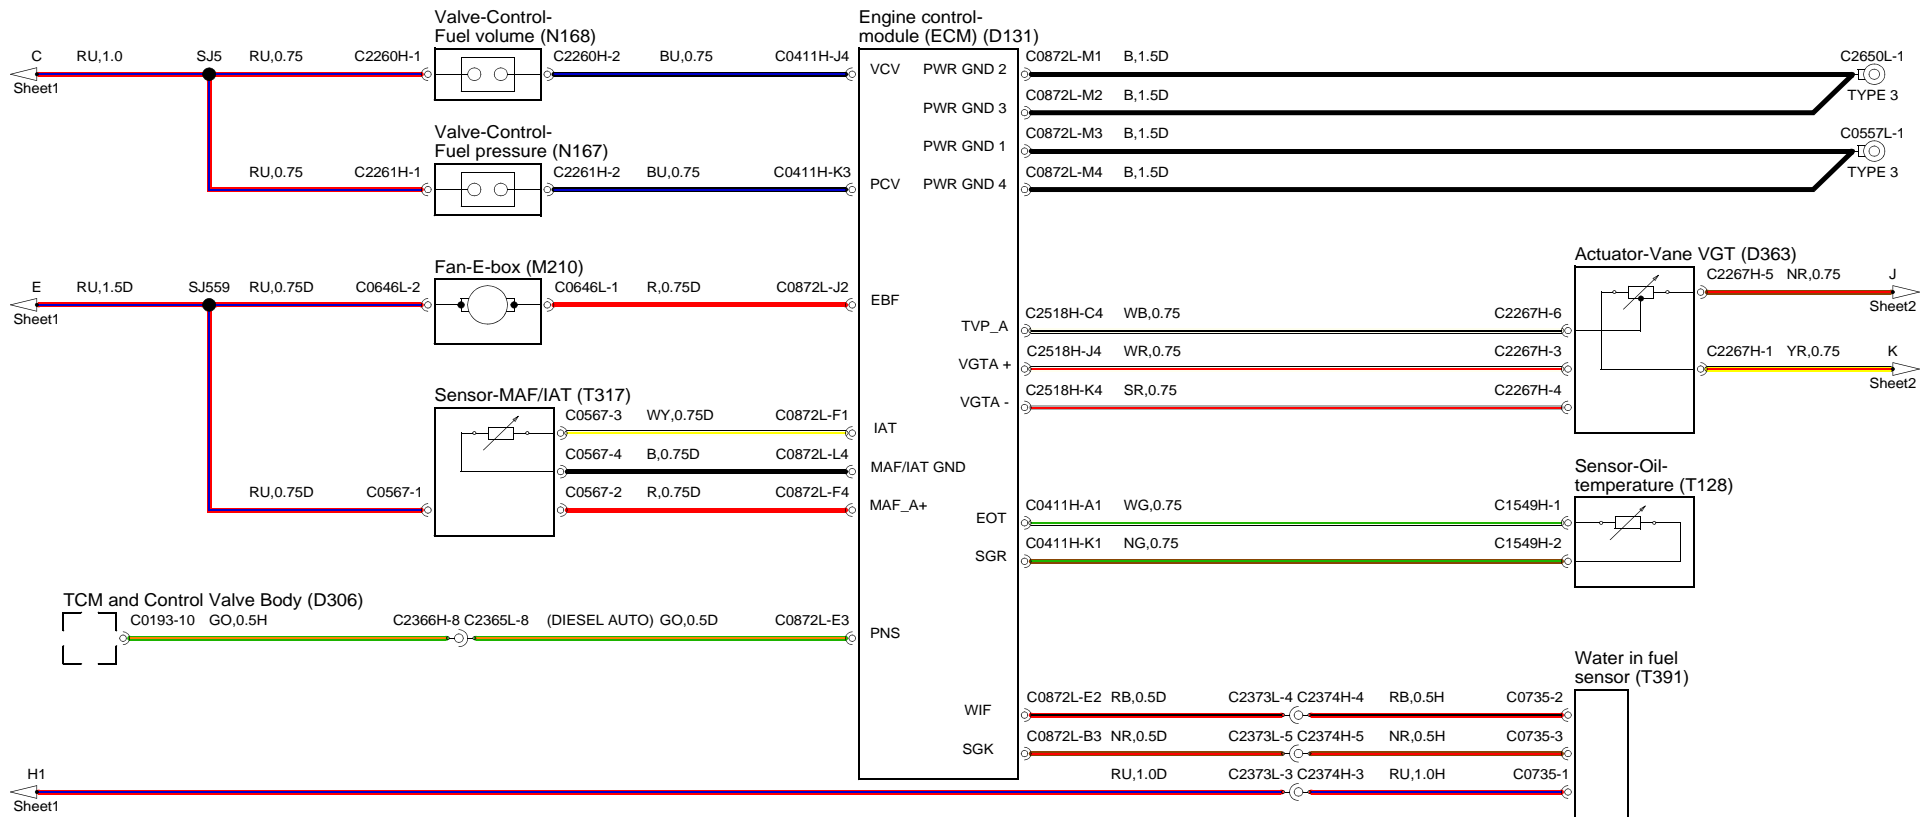 Valve-Control-
Fuel volume (N168)
Engine control-
module (ECM) (D131)
C RU,1.0 SJ5 RU,0.75 C2260H-1 C2260H-2 BU,0.75 C0411H-J4
Sheet1
VCV PWR GND 2 C0872L-M1 B,1.5D C2650L-1
TYPE 3
PWR GND 3 C0872L-M2 B,1.5D
Valve-Control-
Fuel pressure (N167)
PWR GND 1 C0872L-M3 B,1.5D C0557L-1
TYPE 3
RU,0.75 C2261H-1 C2261H-2 BU,0.75 C0411H-K3
PCV PWR GND 4 C0872L-M4 B,1.5D
Fan-E-box (M210)
E RU,1.5D SJ559 RU,0.75D C0646L-2 C0646L-1 R,0.75D C0872L-J2
Sheet1
EBF
Actuator-Vane VGT (D363)
C2267H-5 NR,0.75 J
Sheet2
TVP_A C2518H-C4 WB,0.75 C2267H-6
VGTA + C2518H-J4 WR,0.75 C2267H-3
C2267H-1 YR,0.75 K
Sheet2
VGTA - C2518H-K4 SR,0.75 C2267H-4
Sensor-MAF/IAT (T317)
C0567-3 WY,0.75D C0872L-F1
IAT
C0567-4 B,0.75D C0872L-L4
MAF/IAT GND
RU,0.75D C0567-1 C0567-2 R,0.75D C0872L-F4
MAF_A+
Sensor-Oil-
temperature (T128)
EOT C0411H-A1 WG,0.75 C1549H-1
SGR C0411H-K1 NG,0.75 C1549H-2
TCM and Control Valve Body (D306)
C0193-10 GO,0.5H C2366H-8 C2365L-8 (DIESEL AUTO) GO,0.5D C0872L-E3
PNS
Water in fuel
sensor (T391)
WIF C0872L-E2 RB,0.5D C2373L-4 C2374H-4 RB,0.5H C0735-2
SGK C0872L-B3 NR,0.5D C2373L-5 C2374H-5 NR,0.5H C0735-3
H1 RU,1.0D C2373L-3 C2374H-3 RU,1.0H C0735-1
Sheet1